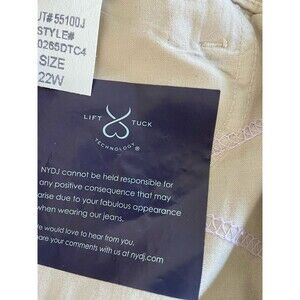 UT#55100J
STYLE#
0265DTC4
SIZE
22W
LIFT TUCK
TECHNOLOGY®
NYDJ cannot be held responsible for
any positive consequence that may
arise due to your fabulous appearance
when wearing our jeans.
We would love to hear from you.
are your comments with us at nydj.com